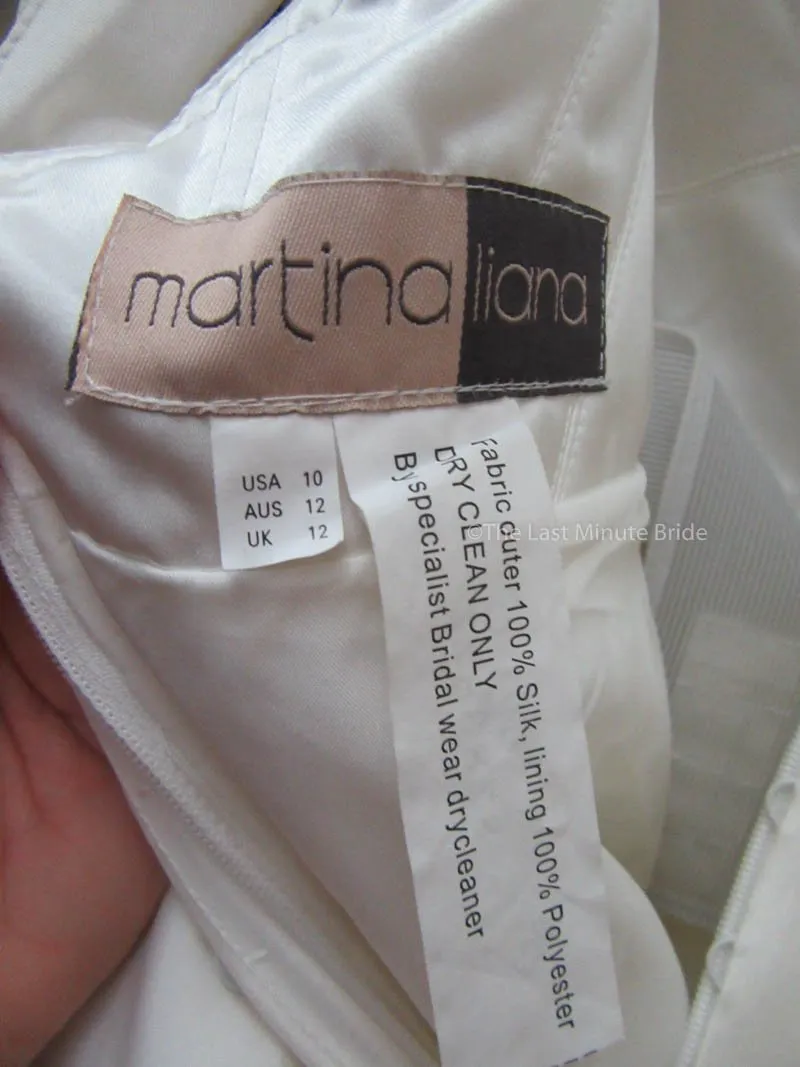 martina liana
USA 10
AUS 12
UK 12
Fabric outer 100% Silk, lining 100% Polyester
DRY CLEAN ONLY
By specialist Bridal wear drycleaner
©The Last Minute Bride